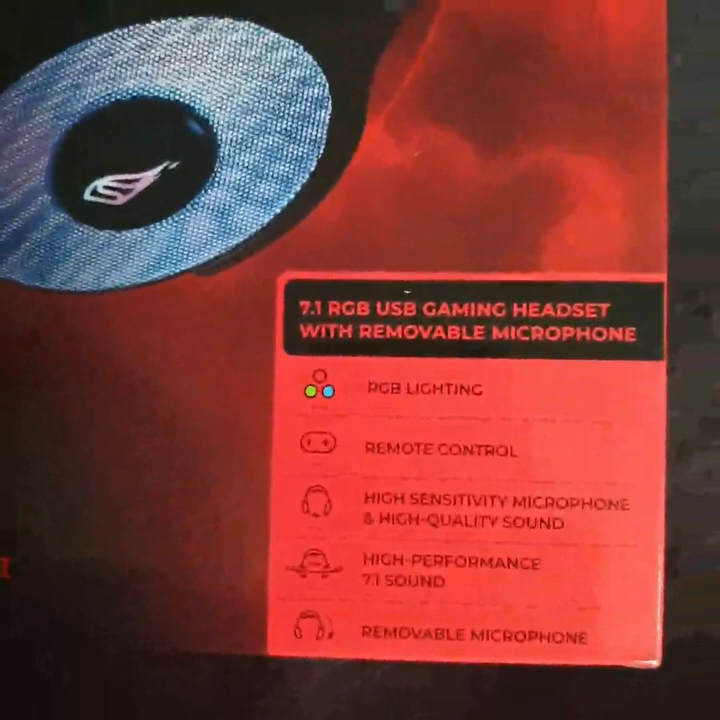 7.1 RGB USB GAMING HEADSET
WITH REMOVABLE MICROPHONE
RGB LIGHTING
REMOTE CONTROL
HIGH SENSITIVITY MICROPHONE
& HIGH-QUALITY SOUND
HIGH-PERFORMANCE
7.1 SOUND
REMOVABLE MICROPHONE